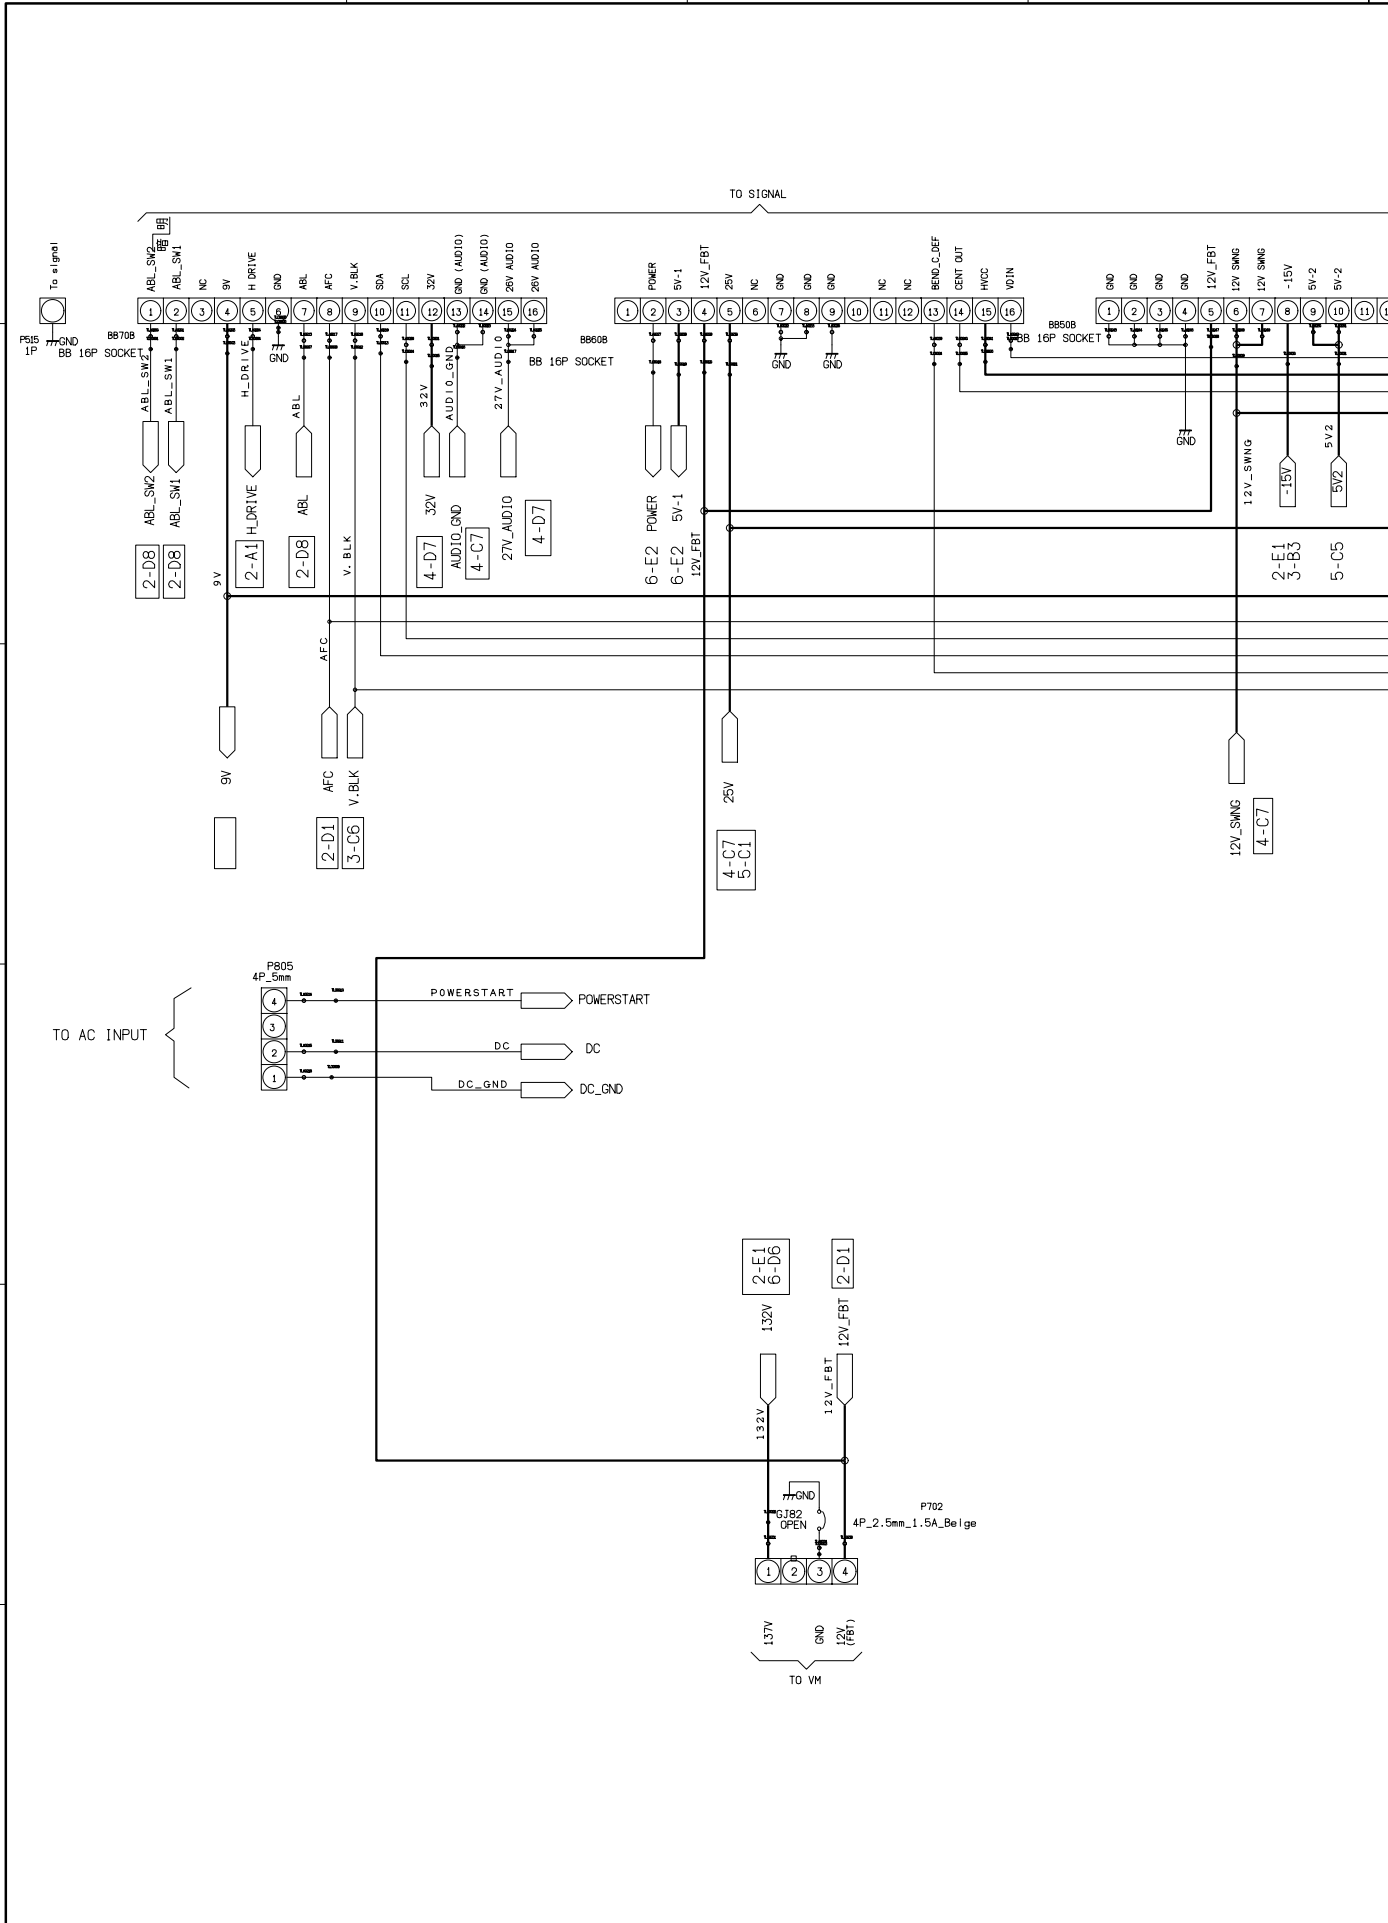 TO SIGNAL
To signal
ABL_SW2
暗 明
ABL_SW1
NC
9V
H DRIVE
GND
ABL
AFC
V.BLK
SDA
SCL
32V
GND (AUDIO)
GND (AUDIO)
26V AUDIO
26V AUDIO
POWER
5V-1
12V_FBT
25V
NC
GND
GND
GND
NC
NC
BEND_C_DEF
CENT OUT
HVCC
VDIN
GND
GND
GND
GND
12V_FBT
12V SWNG
12V SWNG
-15V
5V-2
5V-2
1 2 3 4 5 6 7 8 9 10 11 12 13 14 15 16
1 2 3 4 5 6 7 8 9 10 11 12 13 14 15 16
1 2 3 4 5 6 7 8 9 10 11
P515
1P
GND
BB70B
BB 16P SOCKET
GND
BB60B
BB 16P SOCKET
GND
GND
BB50B
BB 16P SOCKET
GND
ABL_SW2
ABL_SW1
H_DRIVE
ABL
32V
AUDIO_GND
27V_AUDIO
12V_SWNG
5V2
ABL_SW2
ABL_SW1
H_DRIVE
ABL
32V
AUDIO_GND
27V_AUDIO
POWER
5V-1
-15V
5V2
2-D8
2-D8
2-A1
2-D8
4-D7
4-C7
4-D7
6-E2
6-E2
12V_FBT
2-E1
3-B3
5-C5
9V
V.BLK
AFC
9V
AFC
V.BLK
25V
12V_SWNG
2-D1
3-C6
4-C7
5-C1
4-C7
P805
4P_5mm
TO AC INPUT
4
3
2
1
POWERSTART
POWERSTART
DC
DC
DC_GND
DC_GND
2-E1
6-D6
2-D1
132V
12V_FBT
132V
12V_FBT
GND
GJ82
OPEN
P702
4P_2.5mm_1.5A_Beige
1 2 3 4
137V
GND
12V
(FBT)
TO VM